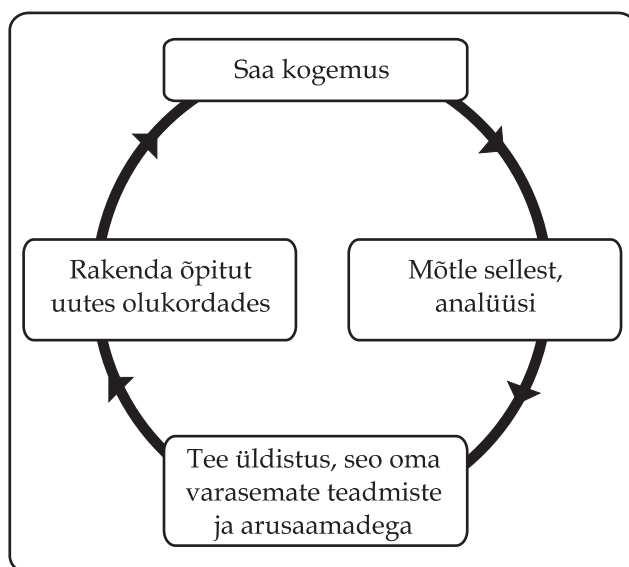 Saa kogemus
Rakenda õpitut
uutes olukordades
Mõtle sellest,
analüüsi
Tee üldistus, seo oma
varasemate teadmiste
ja arusaamadega